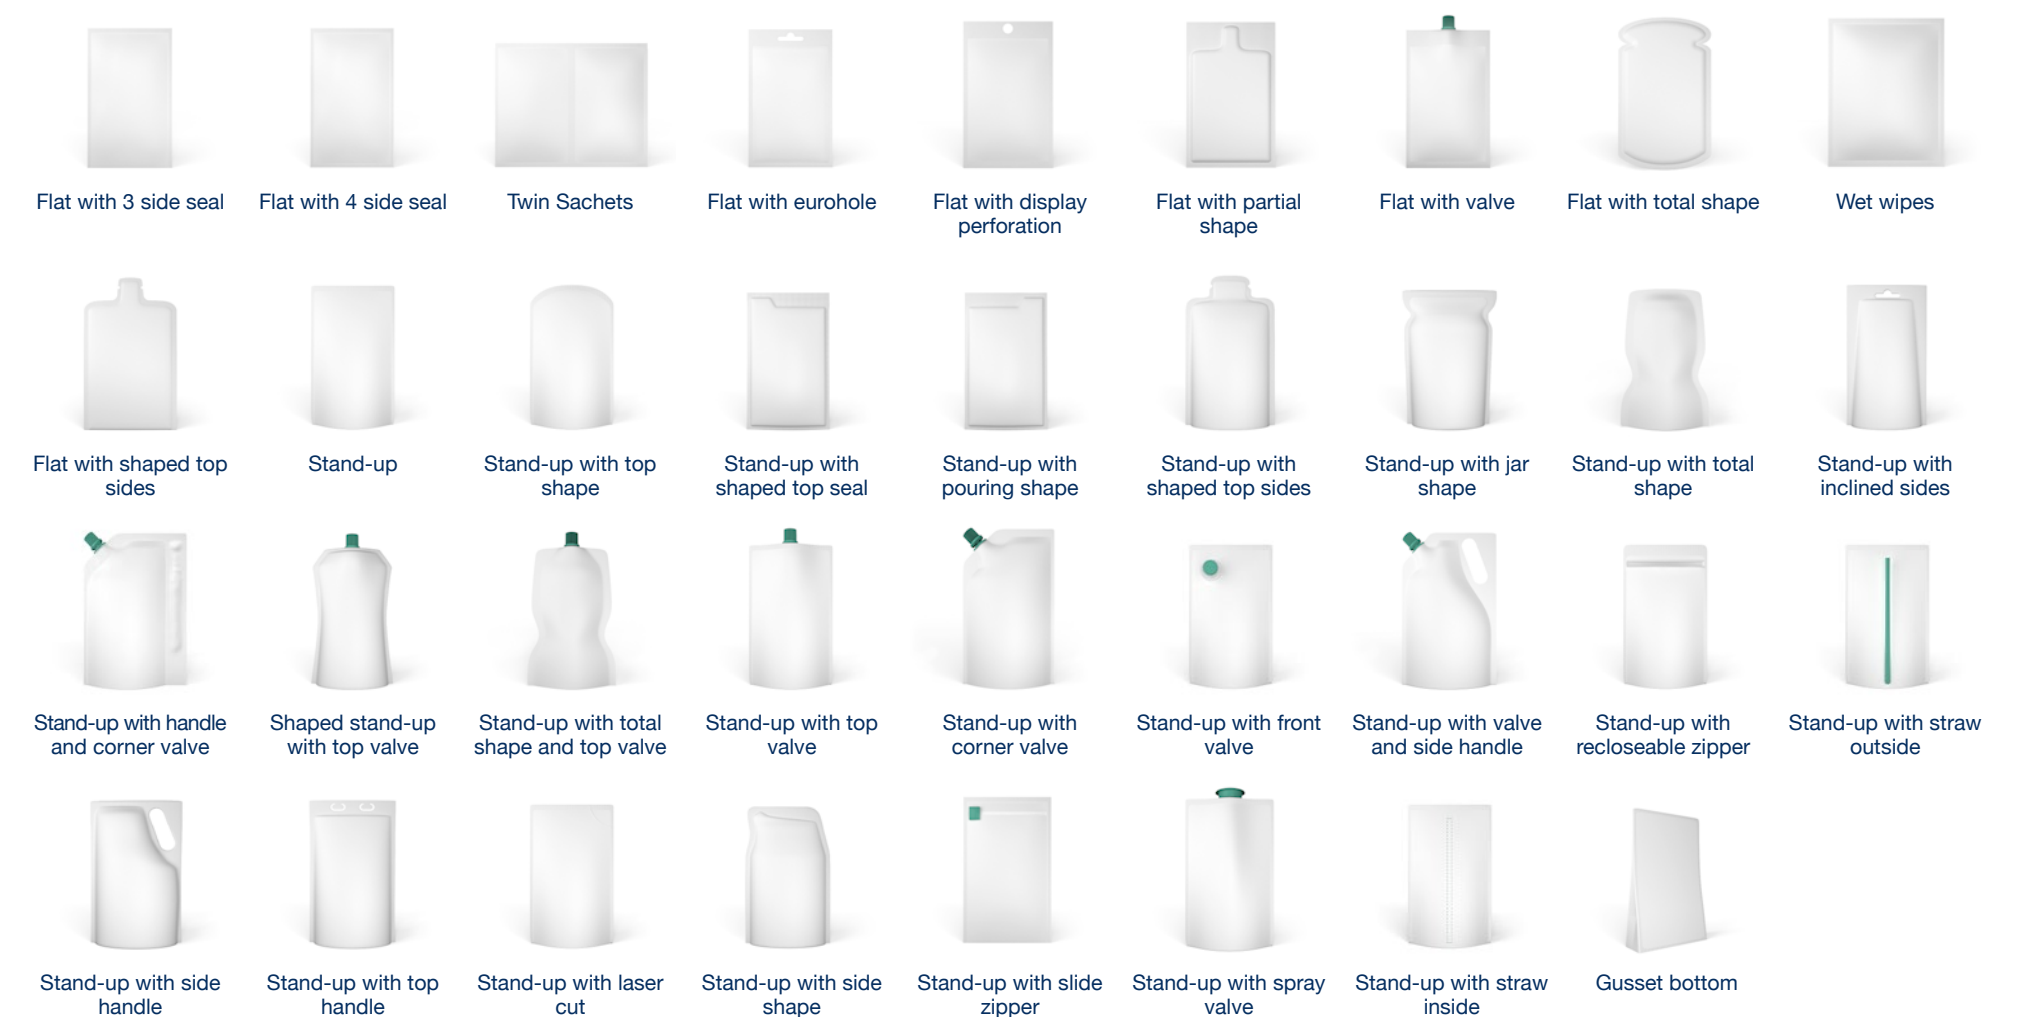 Flat with 3 side seal
Flat with 4 side seal
Twin Sachets
Flat with eurohole
Flat with display
perforation
Flat with partial
shape
Flat with valve
Flat with total shape
Wet wipes
Flat with shaped top
sides
Stand-up
Stand-up with top
shape
Stand-up with
shaped top seal
Stand-up with
pouring shape
Stand-up with
shaped top sides
Stand-up with jar
shape
Stand-up with total
shape
Stand-up with
inclined sides
Stand-up with handle
and corner valve
Shaped stand-up
with top valve
Stand-up with total
shape and top valve
Stand-up with top
valve
Stand-up with
corner valve
Stand-up with front
valve
Stand-up with valve
and side handle
Stand-up with
recloseable zipper
Stand-up with straw
outside
Stand-up with side
handle
Stand-up with top
handle
Stand-up with laser
cut
Stand-up with side
shape
Stand-up with slide
zipper
Stand-up with spray
valve
Stand-up with straw
inside
Gusset bottom